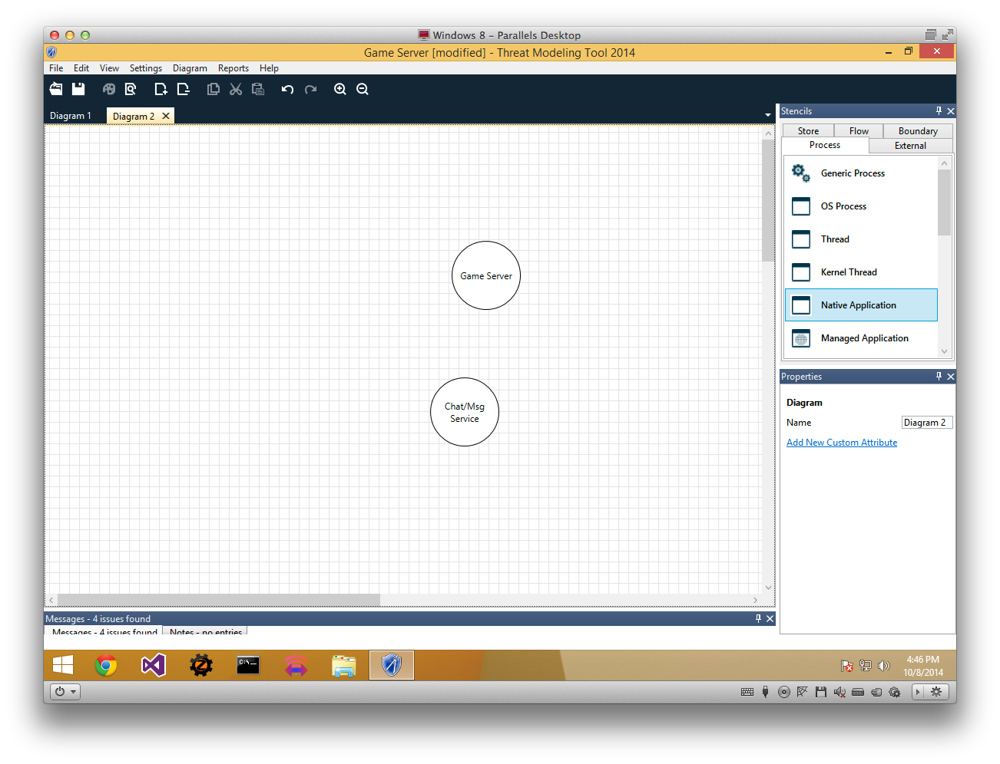 Windows 8 – Parallels Desktop
Game Server [modified] - Threat Modeling Tool 2014
File Edit View Settings Diagram Reports Help
Diagram 1 Diagram 2
Game Server
Chat/Msg
Service
Stencils
Store Flow Boundary
Process External
Generic Process
OS Process
Thread
Kernel Thread
Native Application
Managed Application
Properties
Diagram
Name Diagram 2
Add New Custom Attribute
Messages - 4 issues found
Messages - 4 issues found Notes - no entries
C:\_
4:46 PM
10/8/2014